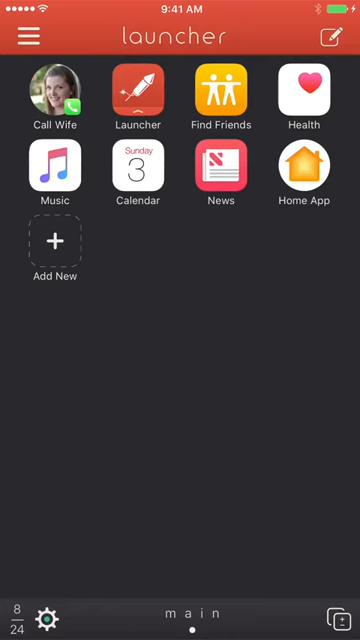 9:41 AM
launcher
Call Wife
Launcher
Find Friends
Health
Sunday
3
Music
Calendar
News
Home App
Add New
8
24
main